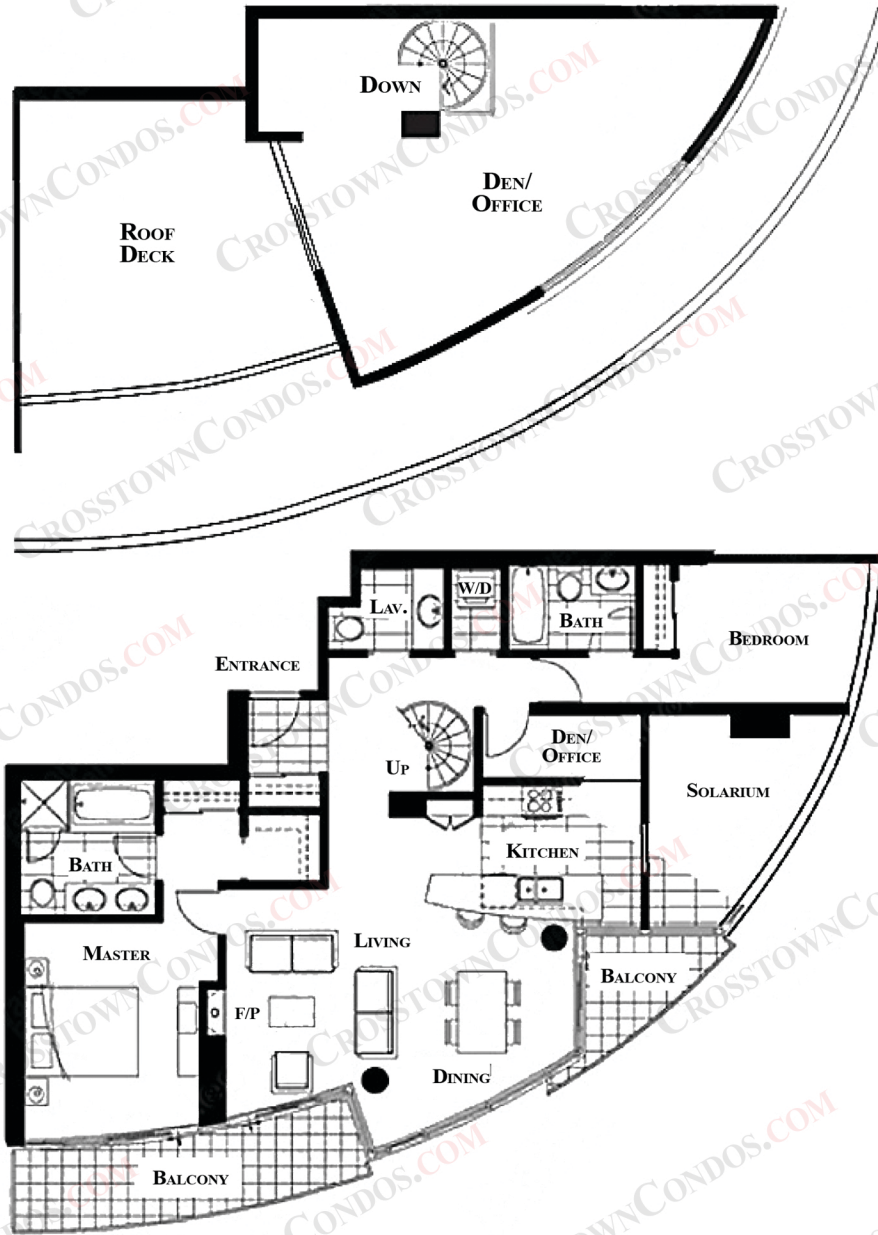 DOWN
DEN/
OFFICE
ROOF
DECK
LAV.
W/D
BATH
BEDROOM
ENTRANCE
DEN/
OFFICE
UP
SOLARIUM
BATH
KITCHEN
MASTER
LIVING
BALCONY
F/P
DINING
BALCONY
CROSSTOWNCONDOS.COM